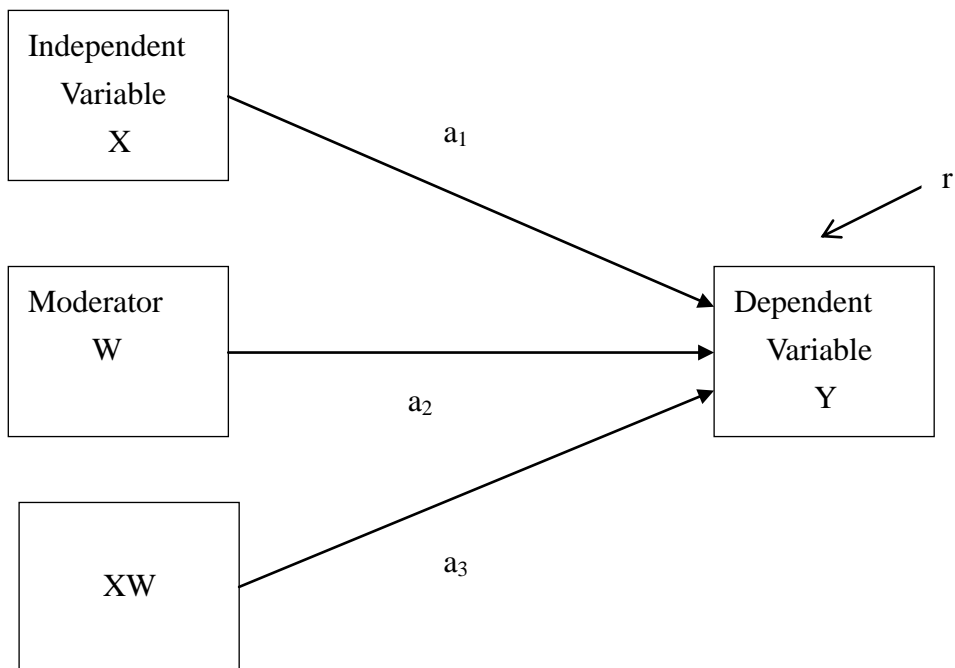 Independent
Variable
X
a₁
r
Moderator
W
Dependent
Variable
Y
a₂
XW
a₃